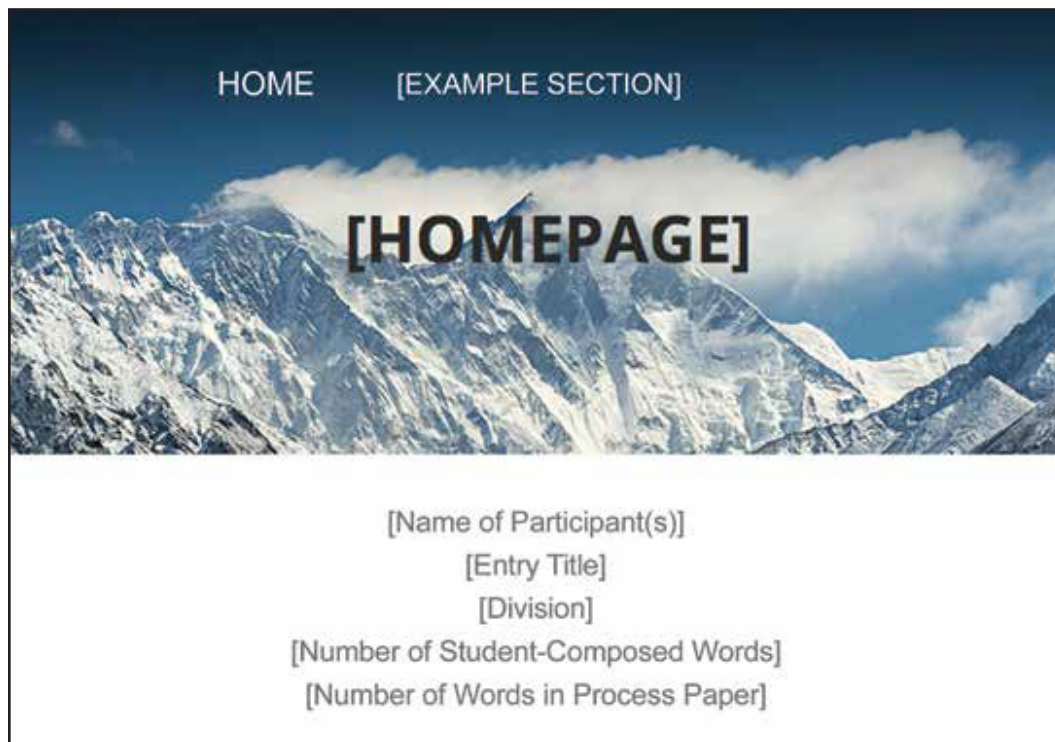 HOME [EXAMPLE SECTION]
[HOMEPAGE]
[Name of Participant(s)]
[Entry Title]
[Division]
[Number of Student-Composed Words]
[Number of Words in Process Paper]